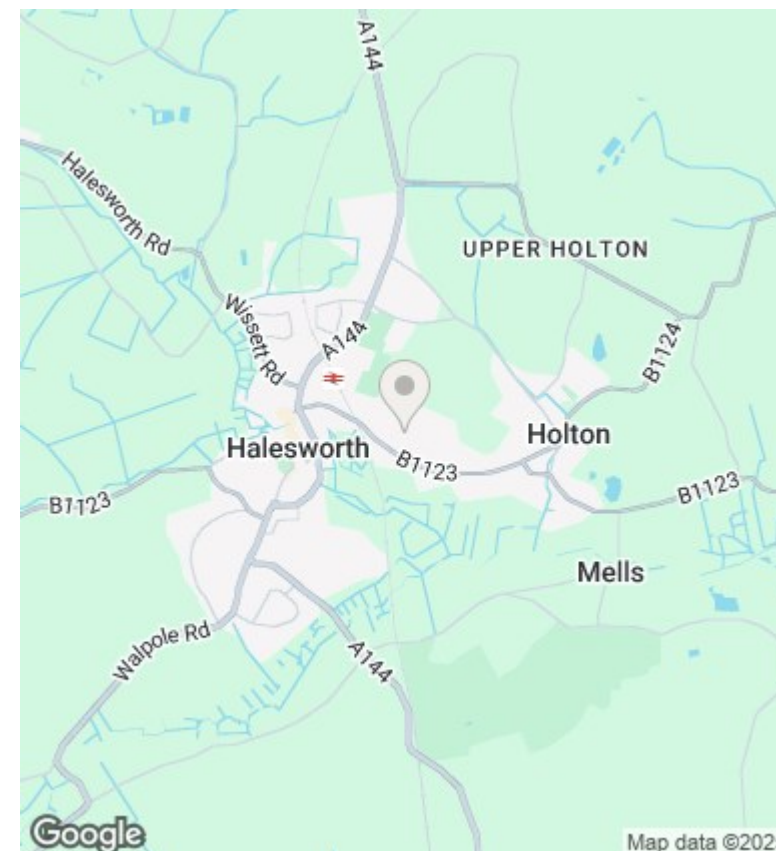 A144
Halesworth Rd
UPPER HOLTON
Wissett Rd
A144
B1124
Halesworth
Holton
B1123
B1123
B1123
Mells
Walpole Rd
A144
Google
Map data ©202